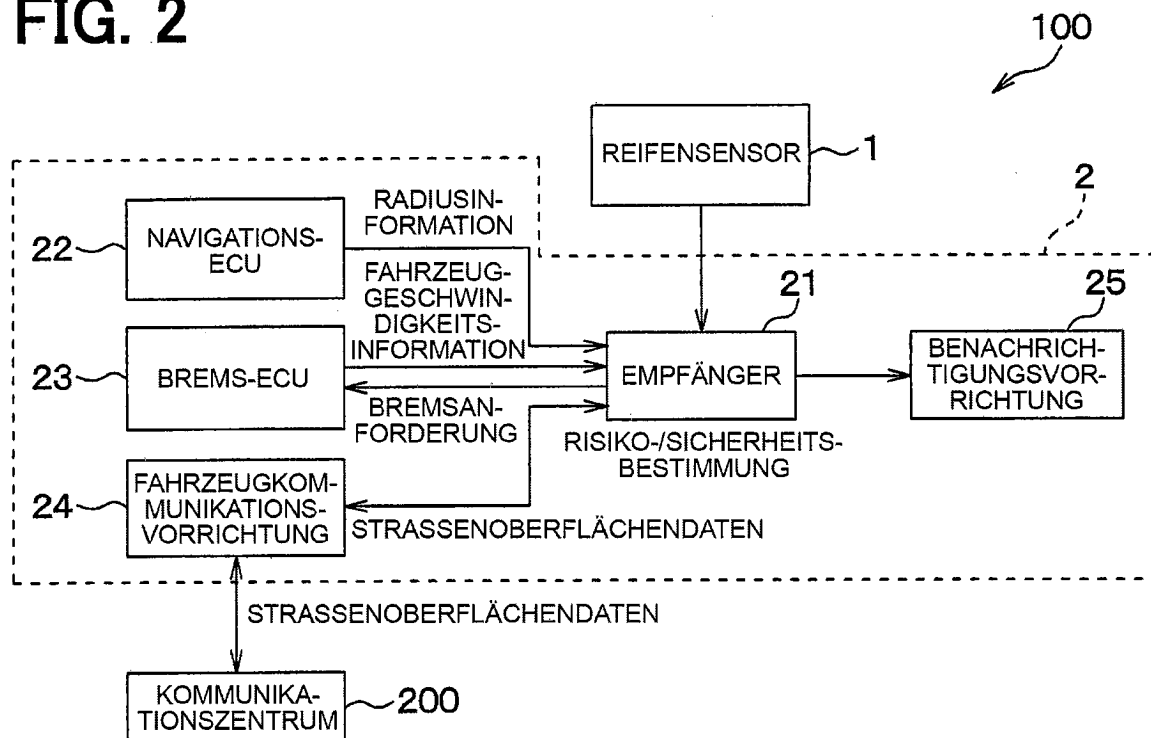 FIG. 2
100
REIFENSENSOR
1
2
RADIUSIN-
FORMATION
22
NAVIGATIONS-
ECU
FAHRZEUG-
GESCHWIN-
DIGKEITS-
INFORMATION
21
25
23
BREMS-ECU
EMPFÄNGER
BENACHRICH-
TIGUNGSVOR-
RICHTUNG
BREMSAN-
FORDERUNG
RISIKO-/SICHERHEITS-
BESTIMMUNG
24
FAHRZEUGKOM-
MUNIKATIONS-
VORRICHTUNG
STRASSENOBERFLÄCHENDATEN
STRASSENOBERFLÄCHENDATEN
KOMMUNIKA-
TIONSZENTRUM
200